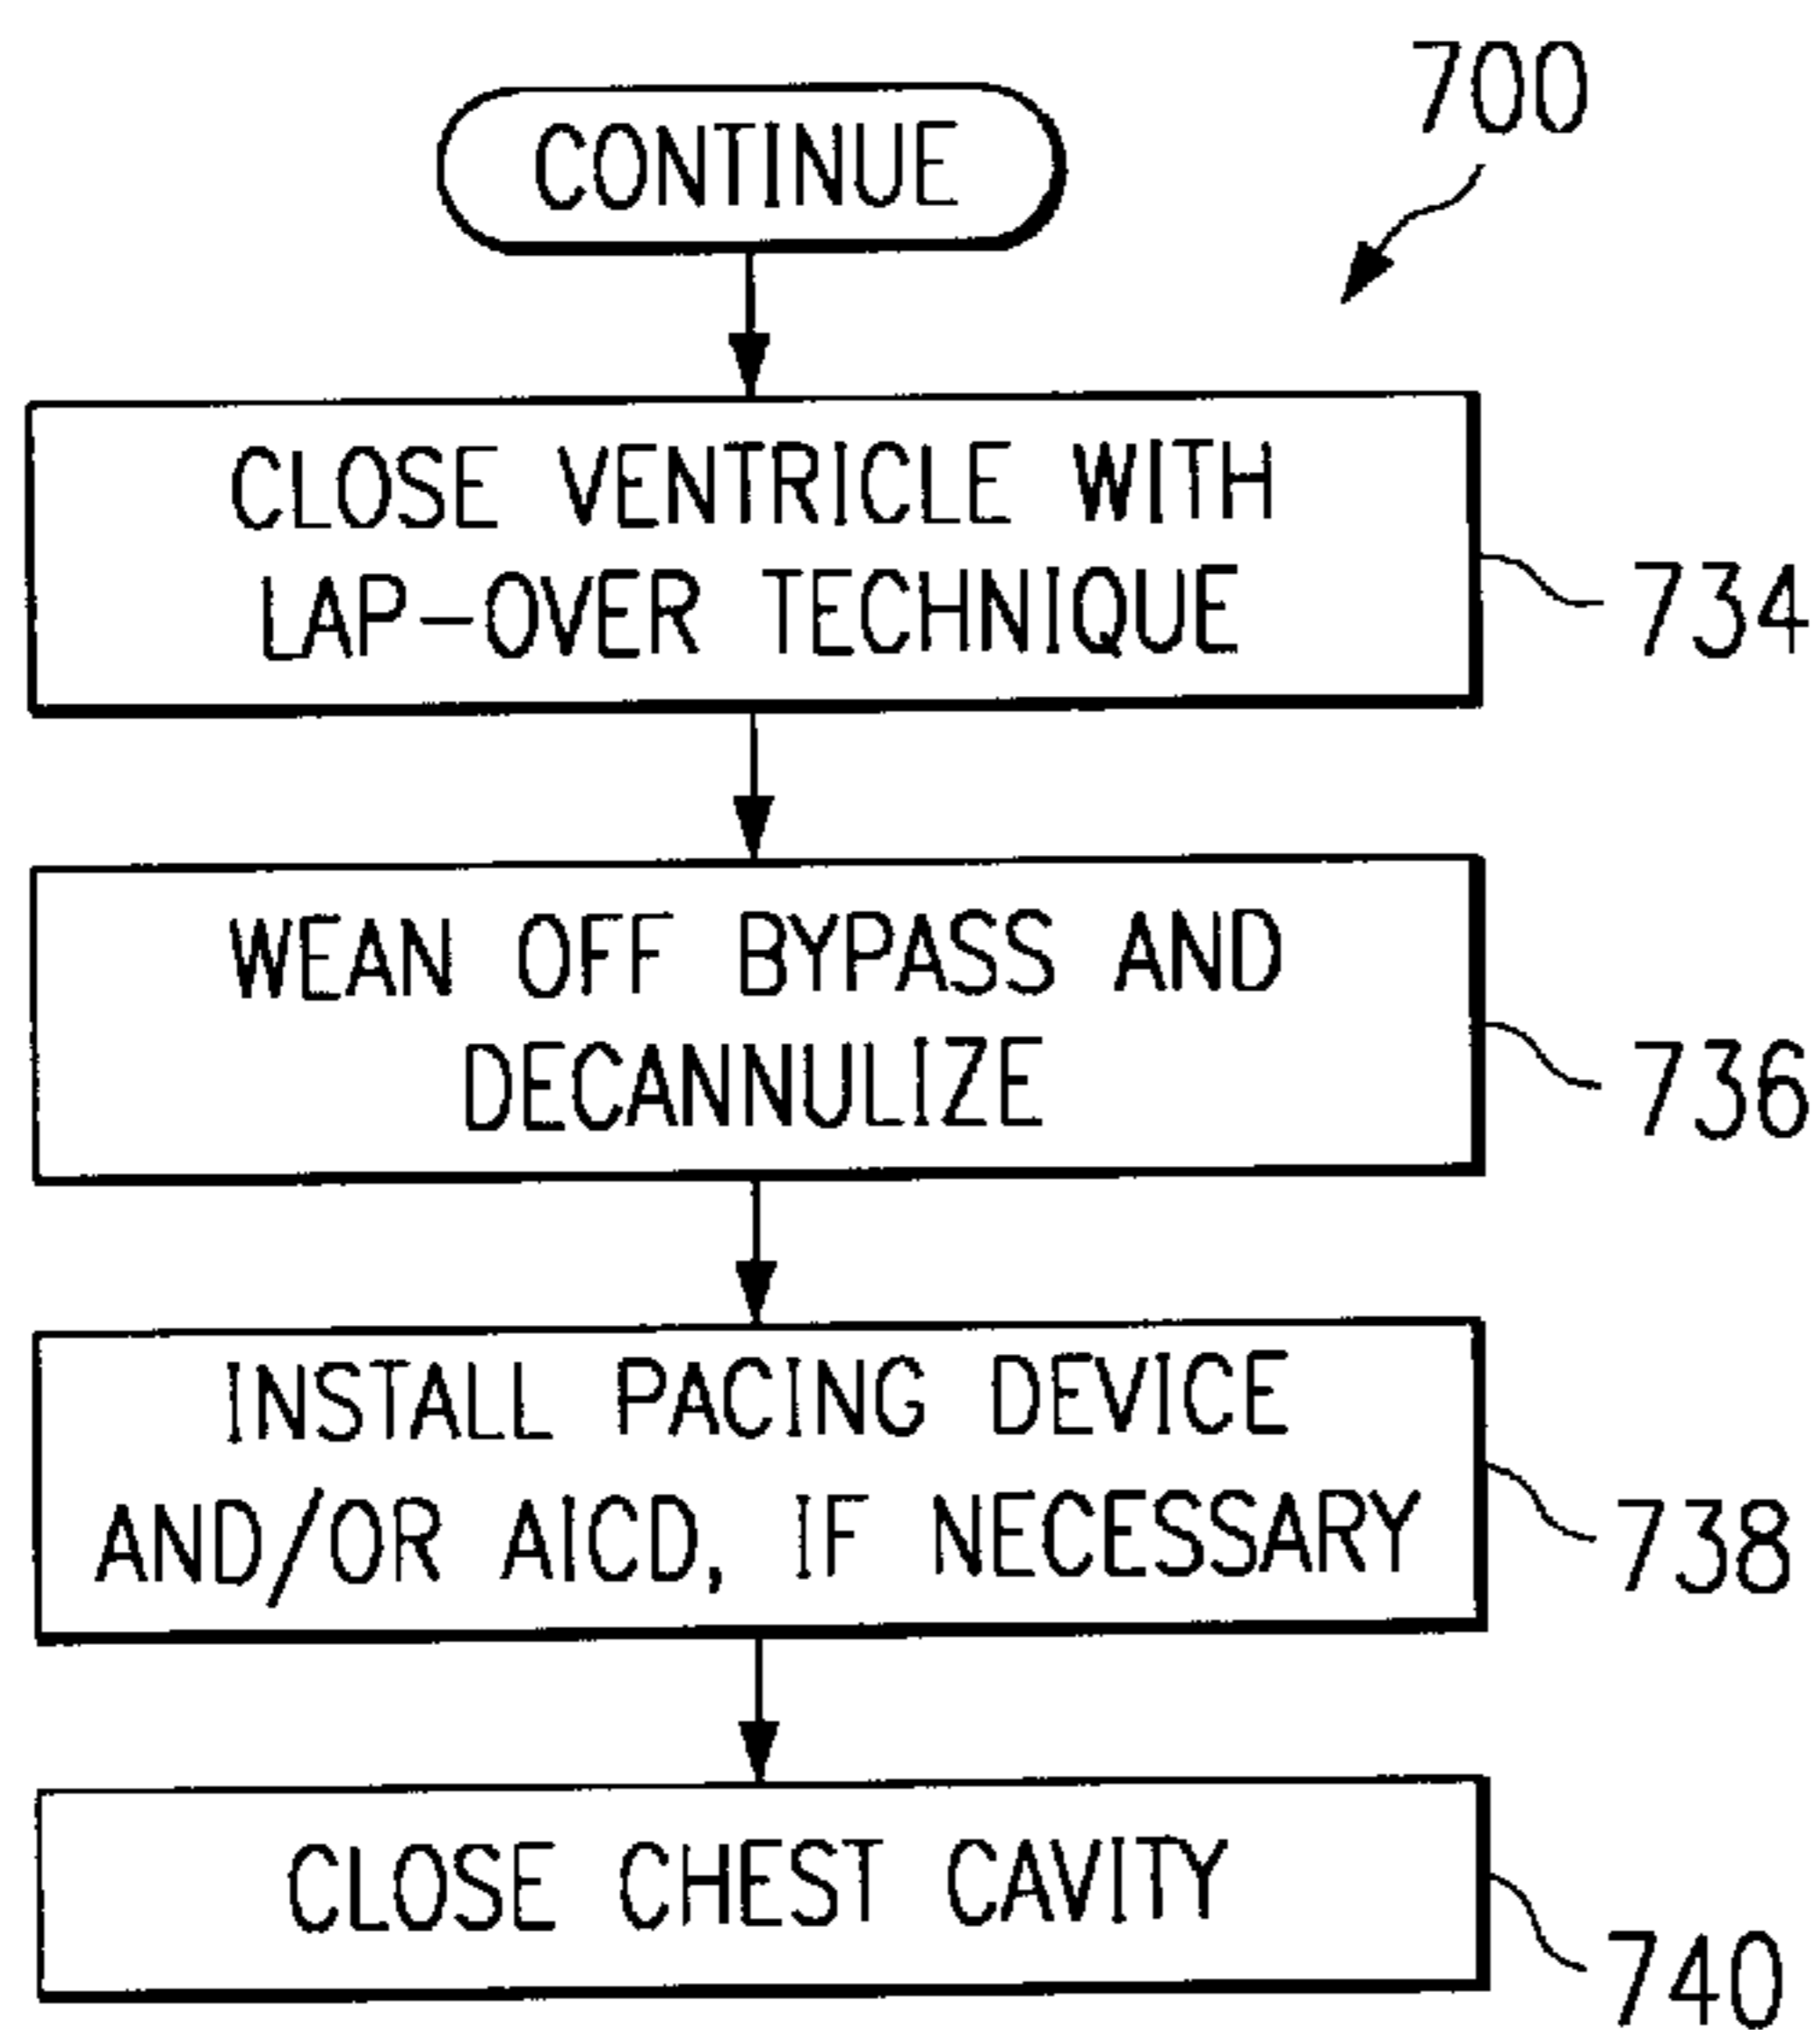 700
CONTINUE
CLOSE VENTRICLE WITH
LAP-OVER TECHNIQUE
734
WEAN OFF BYPASS AND
DECANNULIZE
736
INSTALL PACING DEVICE
AND/OR AICD, IF NECESSARY
738
CLOSE CHEST CAVITY
740